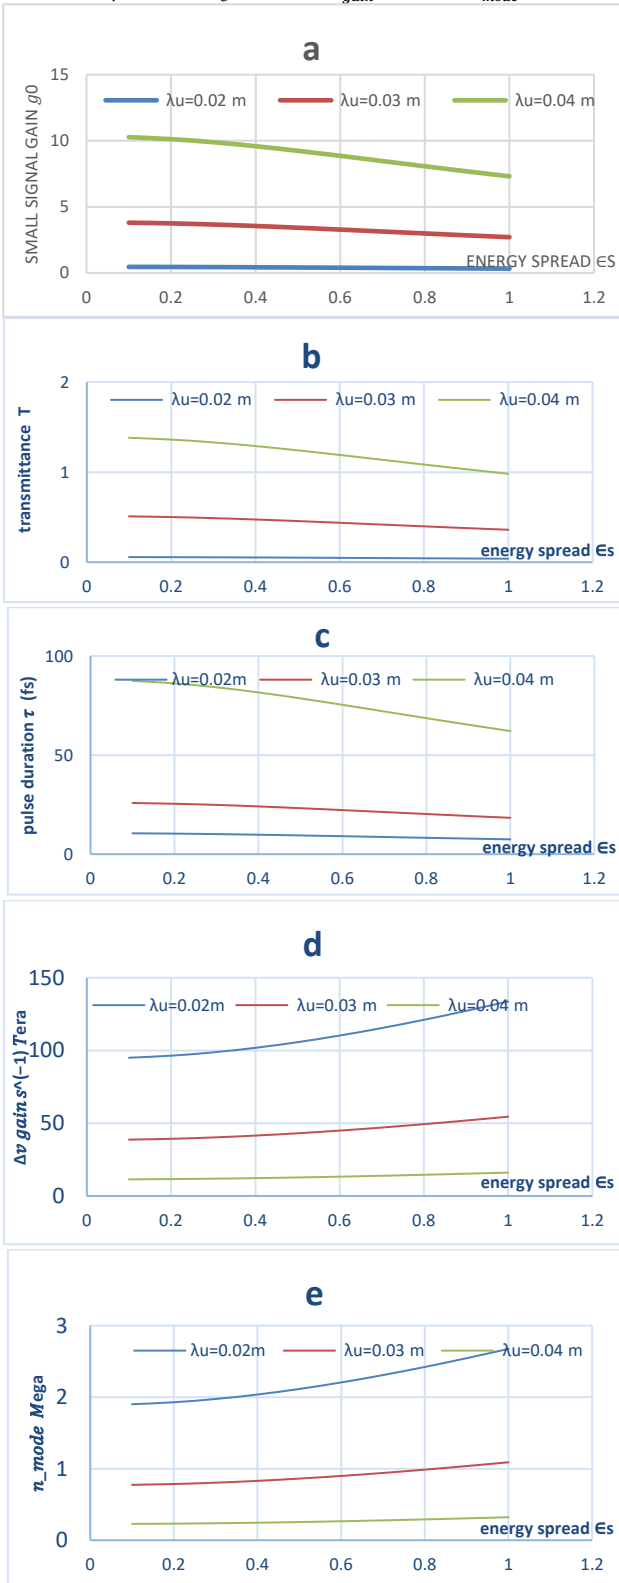 gain mode
a
15
λu=0.02 m λu=0.03 m λu=0.04 m
10
SMALL SIGNAL GAIN g0
5
ENERGY SPREAD ∈S
0
0 0.2 0.4 0.6 0.8 1 1.2
b
2
λu=0.02 m λu=0.03 m λu=0.04 m
transmittance T
1
energy spread ∈s
0
0 0.2 0.4 0.6 0.8 1 1.2
c
100
λu=0.02m λu=0.03 m λu=0.04 m
pulse duration τ (fs)
50
energy spread ∈s
0
0 0.2 0.4 0.6 0.8 1 1.2
d
150
λu=0.02m λu=0.03 m λu=0.04 m
100
Δν gain s^(−1) Tera
50
energy spread ∈s
0
0 0.2 0.4 0.6 0.8 1 1.2
e
3
λu=0.02m λu=0.03 m λu=0.04 m
2
n_mode Mega
1
energy spread ∈s
0
0 0.2 0.4 0.6 0.8 1 1.2